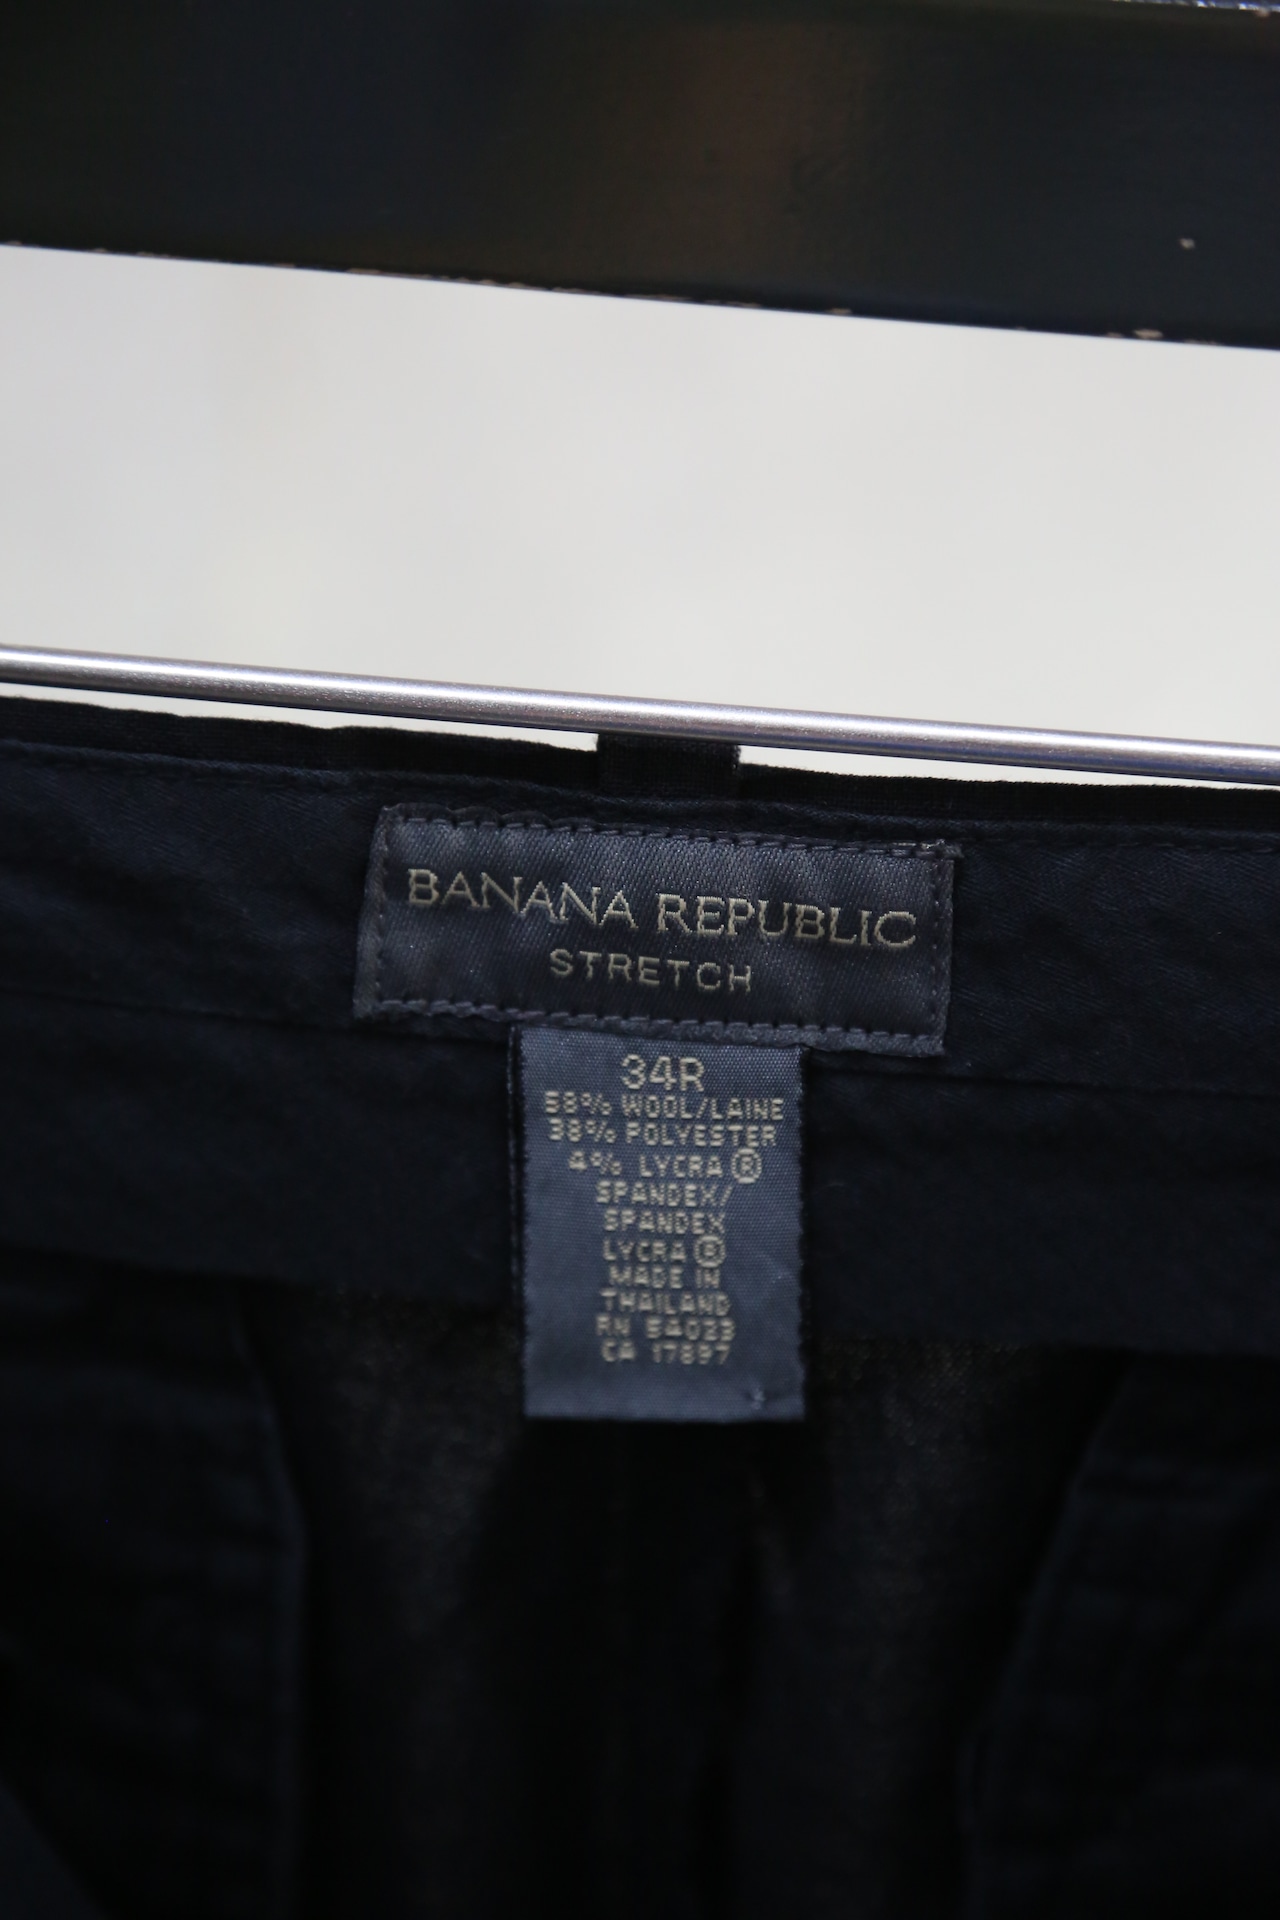 BANANA REPUBLIC
STRETCH
34R
58% WOOL/LAINE
38% POLYESTER
4% LYCRA ®
SPANDEX/
SPANDEX
LYCRA ®
MADE IN
THAILAND
RN 54023
CA 17897